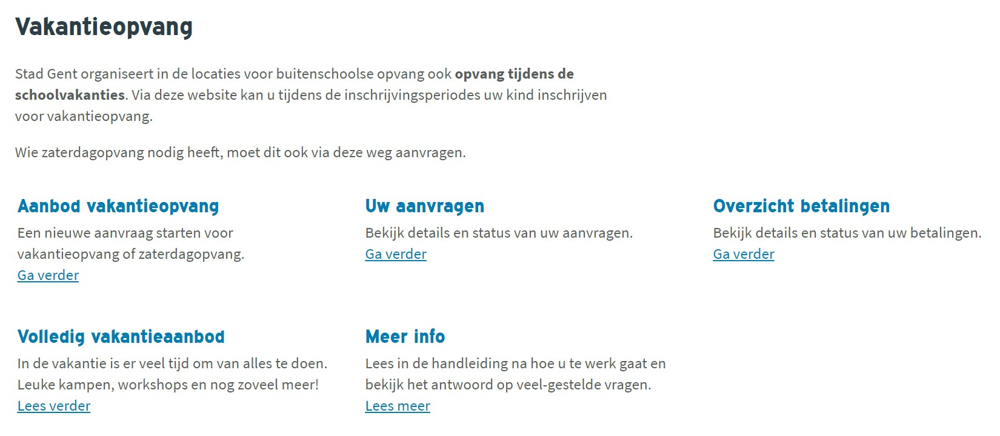 Vakantieopvang
Stad Gent organiseert in de locaties voor buitenschoolse opvang ook opvang tijdens de
schoolvakanties. Via deze website kan u tijdens de inschrijvingsperiodes uw kind inschrijven
voor vakantieopvang.
Wie zaterdagopvang nodig heeft, moet dit ook via deze weg aanvragen.
Aanbod vakantieopvang
Een nieuwe aanvraag starten voor
vakantieopvang of zaterdagopvang.
Ga verder
Uw aanvragen
Bekijk details en status van uw aanvragen.
Ga verder
Overzicht betalingen
Bekijk details en status van uw betalingen.
Ga verder
Volledig vakantieaanbod
In de vakantie is er veel tijd om van alles te doen.
Leuke kampen, workshops en nog zoveel meer!
Lees verder
Meer info
Lees in de handleiding na hoe u te werk gaat en
bekijk het antwoord op veel-gestelde vragen.
Lees meer